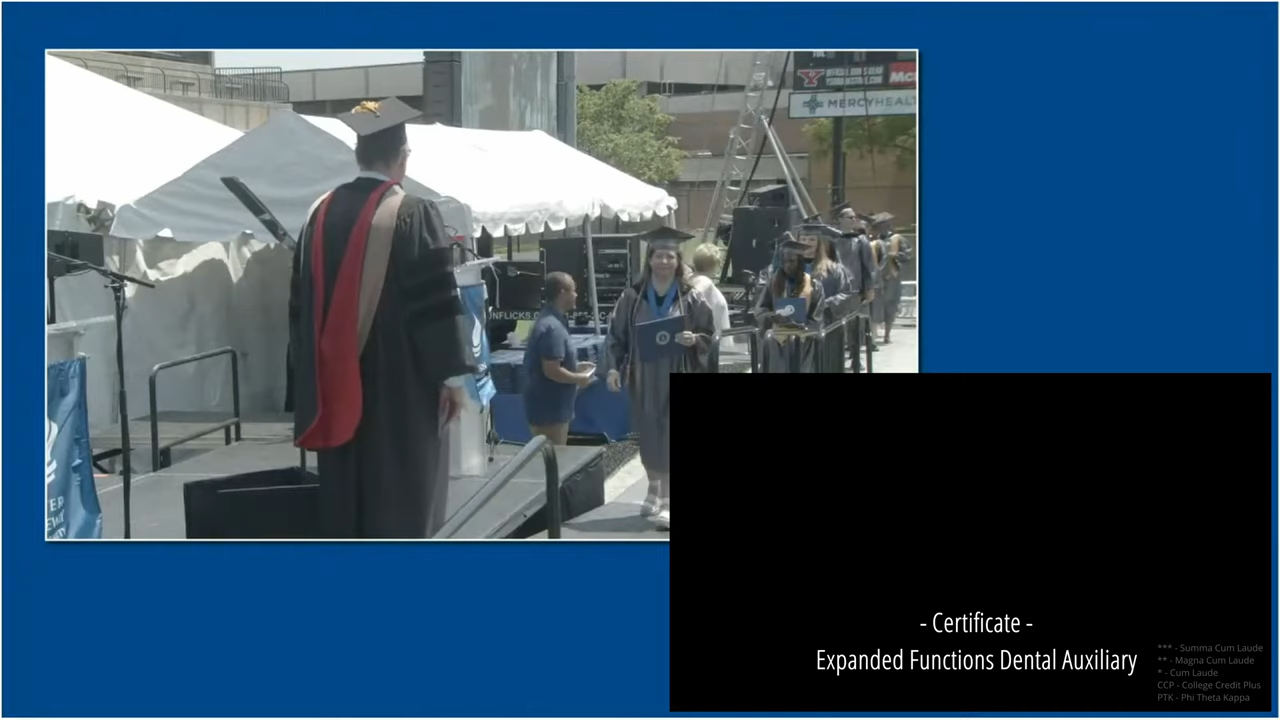 MERCYHEALT
- Certificate -
Expanded Functions Dental Auxiliary
*** - Summa Cum Laude
** - Magna Cum Laude
* - Cum Laude
CCP - College Credit Plus
PTK - Phi Theta Kappa